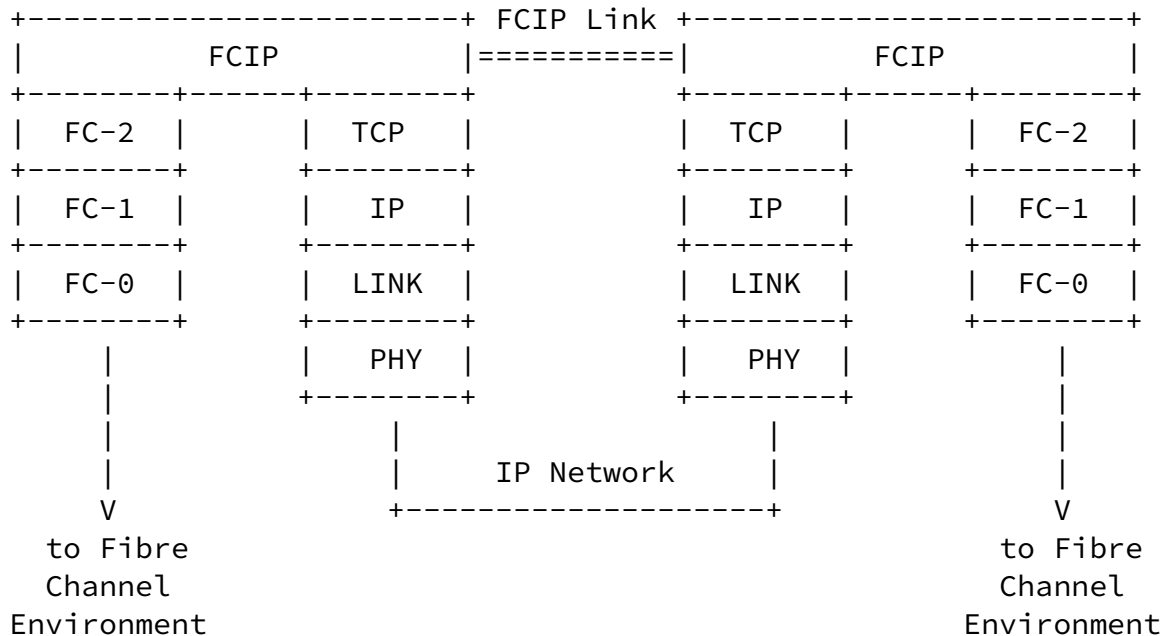 +-------------------------+ FCIP Link +-------------------------+
|          FCIP           |===========|          FCIP           |
+--------+------+---------+           +---------+------+--------+
|  FC-2  |      |   TCP   |           |   TCP   |      |  FC-2  |
+--------+      +---------+           +---------+      +--------+
|  FC-1  |      |   IP    |           |   IP    |      |  FC-1  |
+--------+      +---------+           +---------+      +--------+
|  FC-0  |      |  LINK   |           |  LINK   |      |  FC-0  |
+--------+      +---------+           +---------+      +--------+
     |          |   PHY   |           |   PHY   |          |
     |          +---------+           +---------+          |
     |               |                     |               |
     |               |     IP Network      |               |
     V               +---------------------+               V
  to Fibre                                            to Fibre
  Channel                                             Channel
Environment                                         Environment